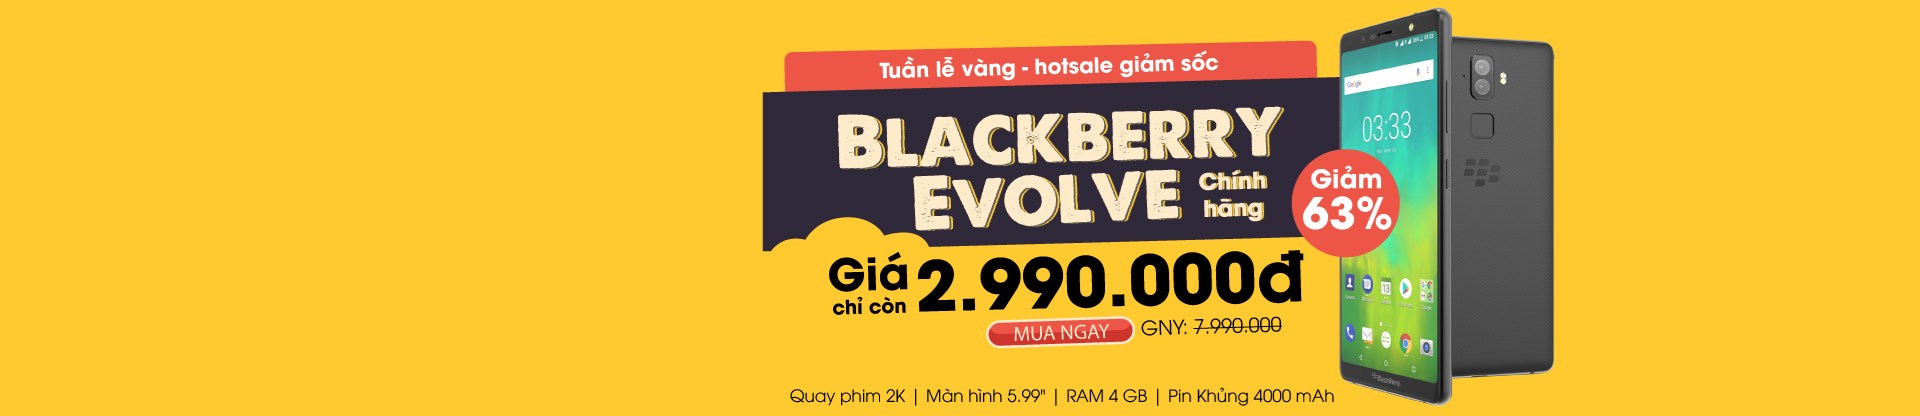 Tuần lễ vàng - hotsale giảm sốc
BLACKBERRY
EVOLVE Chính
hãng
Giảm
63%
Giá
chỉ còn 2.990.000đ
MUA NGAY GNY: 7.990.000
Quay phim 2K | Màn hình 5.99" | RAM 4 GB | Pin Khủng 4000 mAh
Google
03:33
BlackBerry